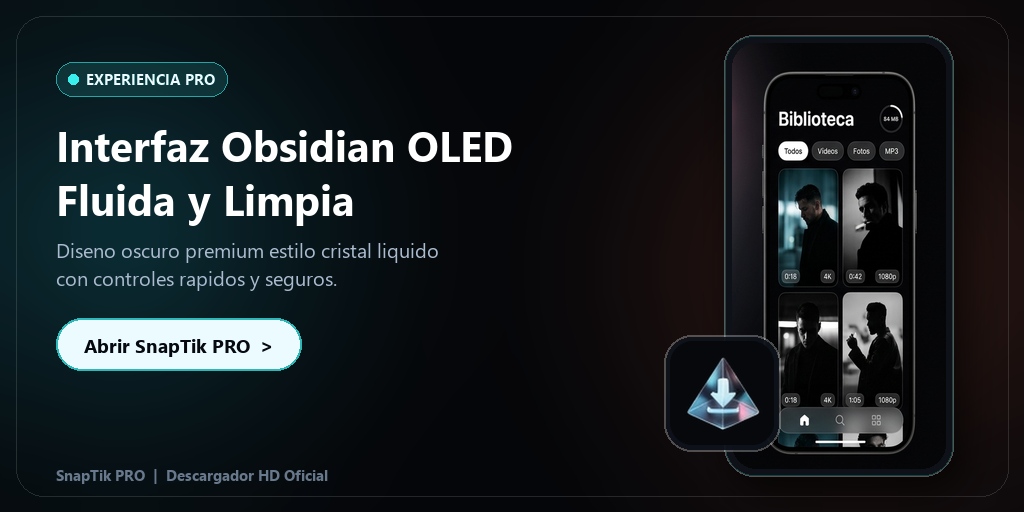 EXPERIENCIA PRO
Interfaz Obsidian OLED
Fluida y Limpia
Diseno oscuro premium estilo cristal liquido
con controles rapidos y seguros.
Abrir SnapTik PRO >
SnapTik PRO | Descargador HD Oficial
Biblioteca
84 MB
Todos
Vídeos
Fotos
MP3
0:18
4K
0:42
1080p
0:18
4K
1:05
1080p